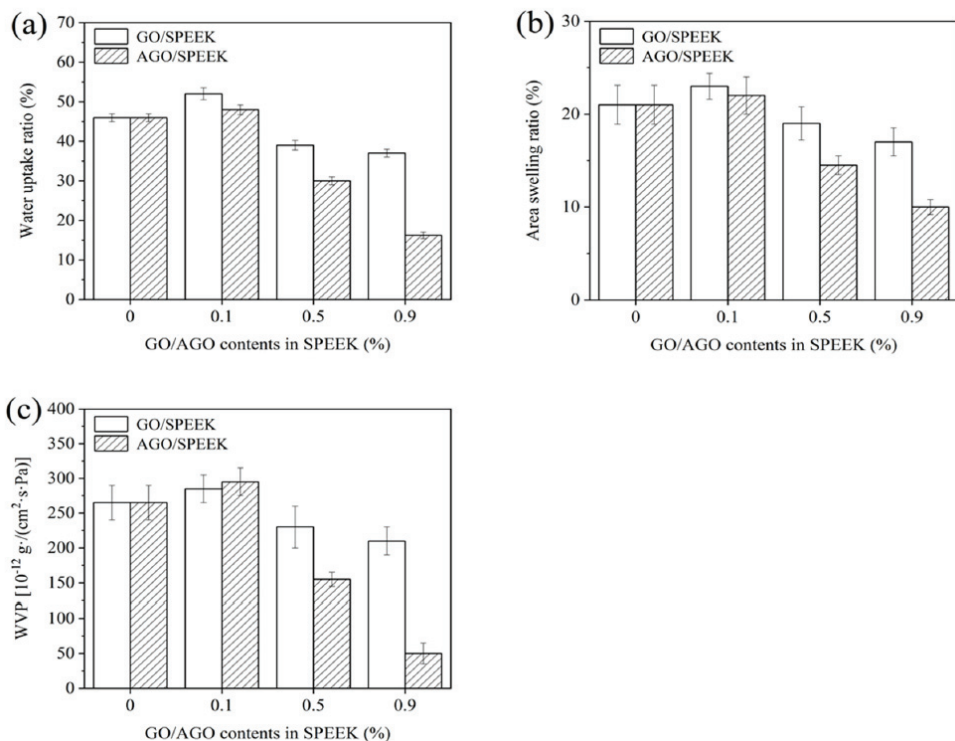 (a)
GO/SPEEK
AGO/SPEEK
Water uptake ratio (%)
70
60
50
40
30
20
10
0
0 0.1 0.5 0.9
GO/AGO contents in SPEEK (%)
(b)
GO/SPEEK
AGO/SPEEK
Area swelling ratio (%)
30
20
10
0
0 0.1 0.5 0.9
GO/AGO contents in SPEEK (%)
(c)
GO/SPEEK
AGO/SPEEK
WVP [10⁻¹² g·/(cm²·s·Pa)]
400
350
300
250
200
150
100
50
0
0 0.1 0.5 0.9
GO/AGO contents in SPEEK (%)